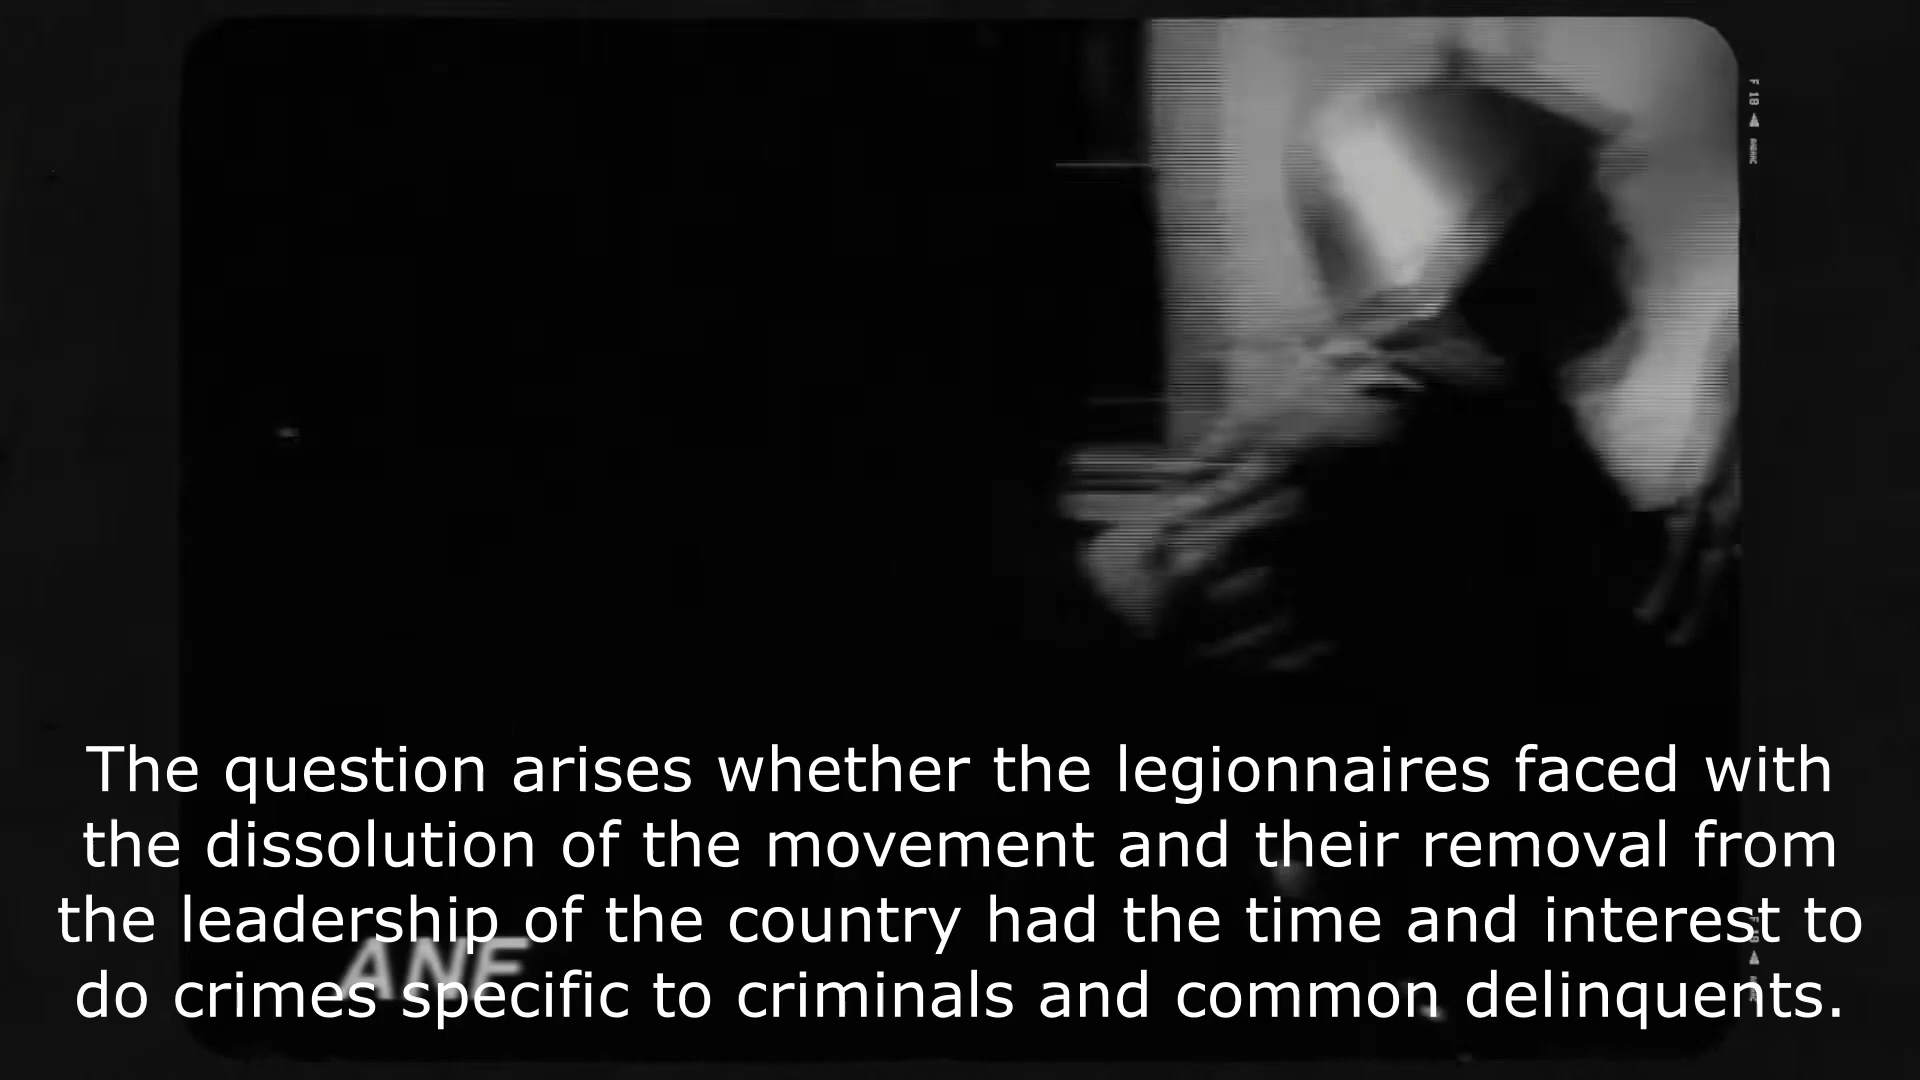 The question arises whether the legionnaires faced with
the dissolution of the movement and their removal from
the leadership of the country had the time and interest to
do crimes specific to criminals and common delinquents.
ANF